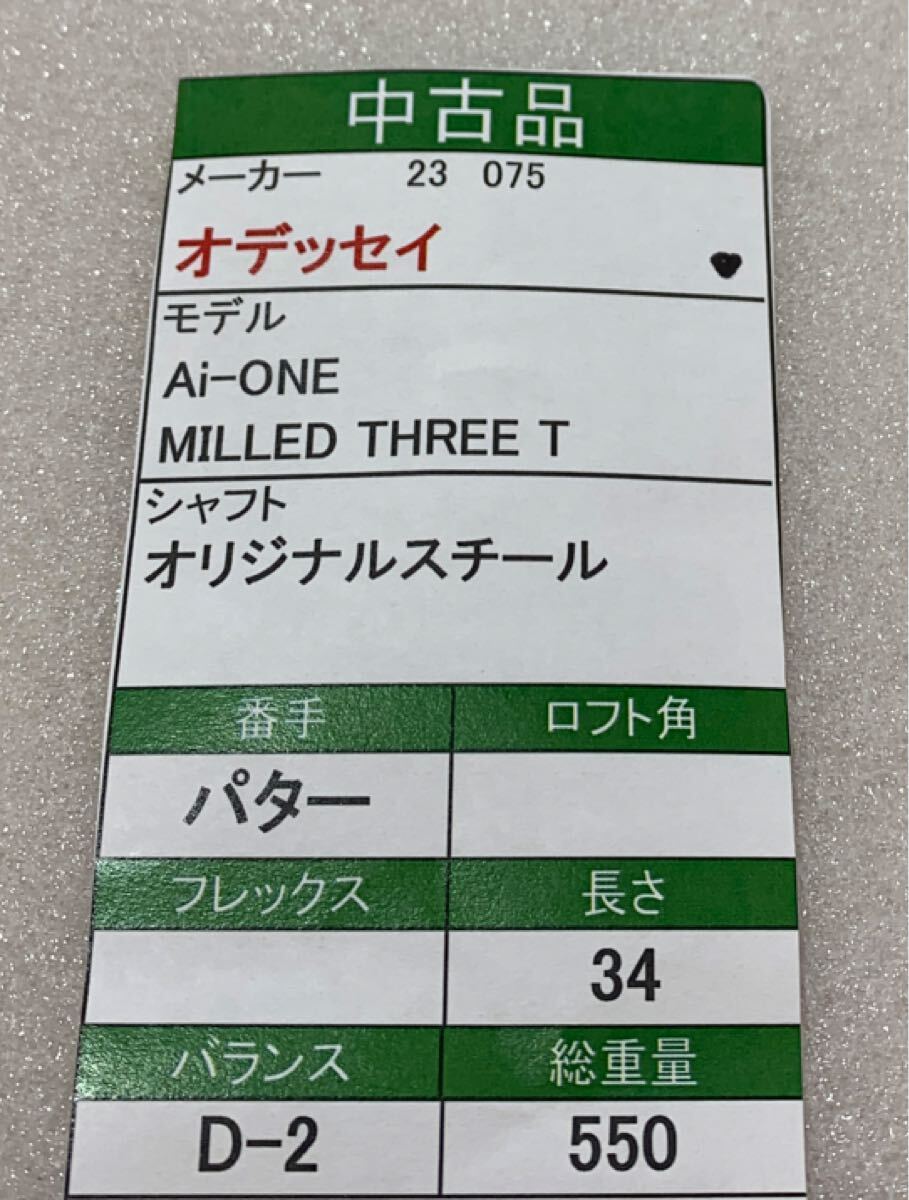 中古品
メーカー 23 075
オデッセイ
モデル
Ai-ONE
MILLED THREE T
シャフト
オリジナルスチール
番手 ロフト角
パター
フレックス 長さ
34
バランス 総重量
D-2 550